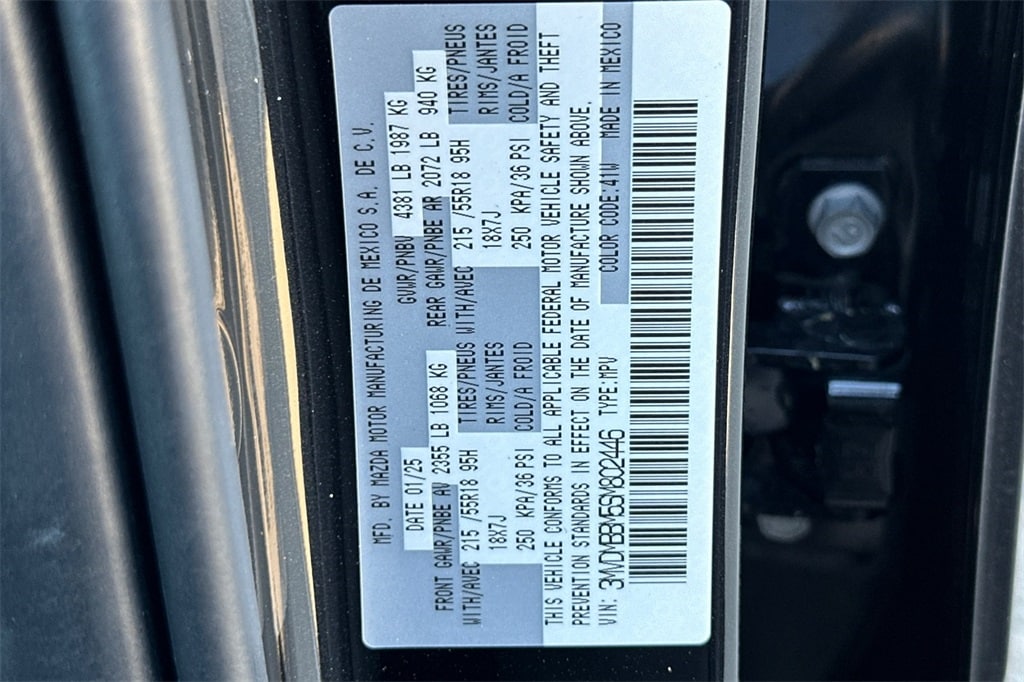 MFD. BY MAZDA MOTOR MANUFACTURING DE MEXICO S.A. DE C.V.
DATE 01/25 GVWR/PNBV 4381 LB 1987 KG
FRONT GAWR/PNBE AV 2355 LB 1068 KG REAR GAWR/PNBE AR 2072 LB 940 KG
WITH/AVEC 215 /55R18 95H TIRES/PNEUS WITH/AVEC 215 /55R18 95H TIRES/PNEUS
18X7J RIMS/JANTES 18X7J RIMS/JANTES
250 KPA/36 PSI COLD/A FROID 250 KPA/36 PSI COLD/A FROID
THIS VEHICLE CONFORMS TO ALL APPLICABLE FEDERAL MOTOR VEHICLE SAFETY AND THEFT
PREVENTION STANDARDS IN EFFECT ON THE DATE OF MANUFACTURE SHOWN ABOVE.
VIN: 3MVDMBBM5SM802446 TYPE:MPV COLOR CODE:41W MADE IN MEXICO